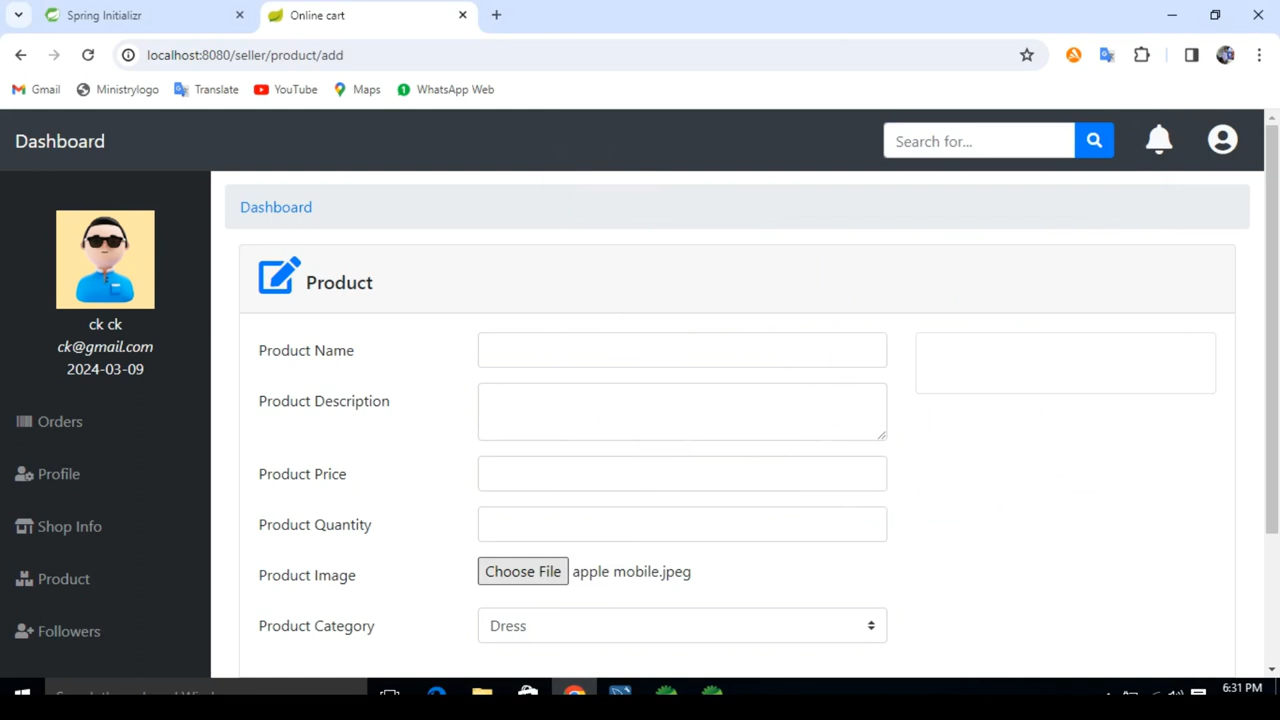 Spring Initializr
Online cart
localhost:8080/seller/product/add
Gmail
Ministrylogo
Translate
YouTube
Maps
WhatsApp Web
Dashboard
Search for...
Dashboard
Product
ck ck
ck@gmail.com
2024-03-09
Orders
Profile
Shop Info
Product
Followers
Product Name
Product Description
Product Price
Product Quantity
Product Image
Choose File apple mobile.jpeg
Product Category
Dress
6:31 PM